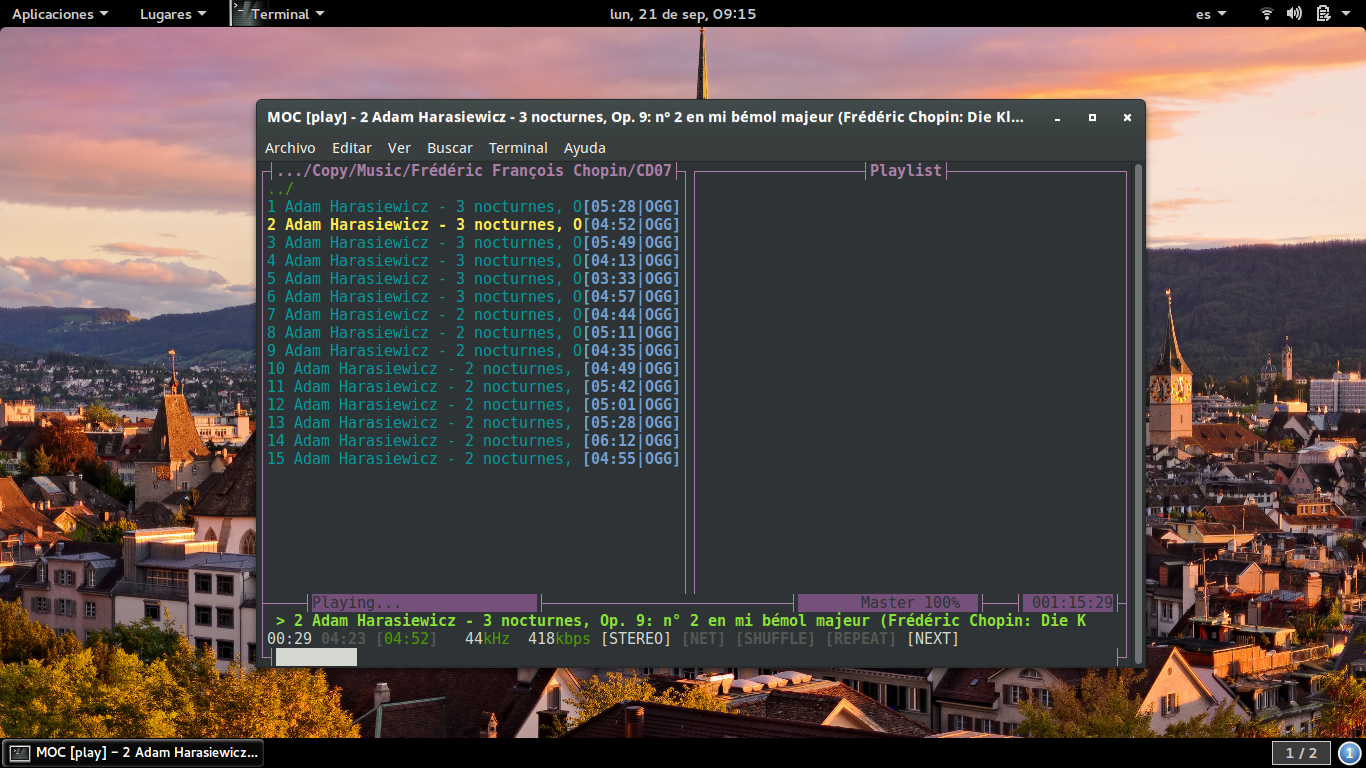 Aplicaciones Lugares Terminal lun, 21 de sep, 09:15 es
MOC [play] - 2 Adam Harasiewicz - 3 nocturnes, Op. 9: nº 2 en mi bémol majeur (Frédéric Chopin: Die Kl...
Archivo Editar Ver Buscar Terminal Ayuda
.../Copy/Music/Frédéric François Chopin/CD07 Playlist
../
1 Adam Harasiewicz - 3 nocturnes, O[05:28|OGG]
2 Adam Harasiewicz - 3 nocturnes, O[04:52|OGG]
3 Adam Harasiewicz - 3 nocturnes, O[05:49|OGG]
4 Adam Harasiewicz - 3 nocturnes, O[04:13|OGG]
5 Adam Harasiewicz - 3 nocturnes, O[03:33|OGG]
6 Adam Harasiewicz - 3 nocturnes, O[04:57|OGG]
7 Adam Harasiewicz - 2 nocturnes, O[04:44|OGG]
8 Adam Harasiewicz - 2 nocturnes, O[05:11|OGG]
9 Adam Harasiewicz - 2 nocturnes, O[04:35|OGG]
10 Adam Harasiewicz - 2 nocturnes, [04:49|OGG]
11 Adam Harasiewicz - 2 nocturnes, [05:42|OGG]
12 Adam Harasiewicz - 2 nocturnes, [05:01|OGG]
13 Adam Harasiewicz - 2 nocturnes, [05:28|OGG]
14 Adam Harasiewicz - 2 nocturnes, [06:12|OGG]
15 Adam Harasiewicz - 2 nocturnes, [04:55|OGG]
Playing... Master 100% 001:15:29
> 2 Adam Harasiewicz - 3 nocturnes, Op. 9: n° 2 en mi bémol majeur (Frédéric Chopin: Die K
00:29 04:23 [04:52] 44kHz 418kbps [STEREO] [NET] [SHUFFLE] [REPEAT] [NEXT]
MOC [play] – 2 Adam Harasiewicz... 1 / 2 1